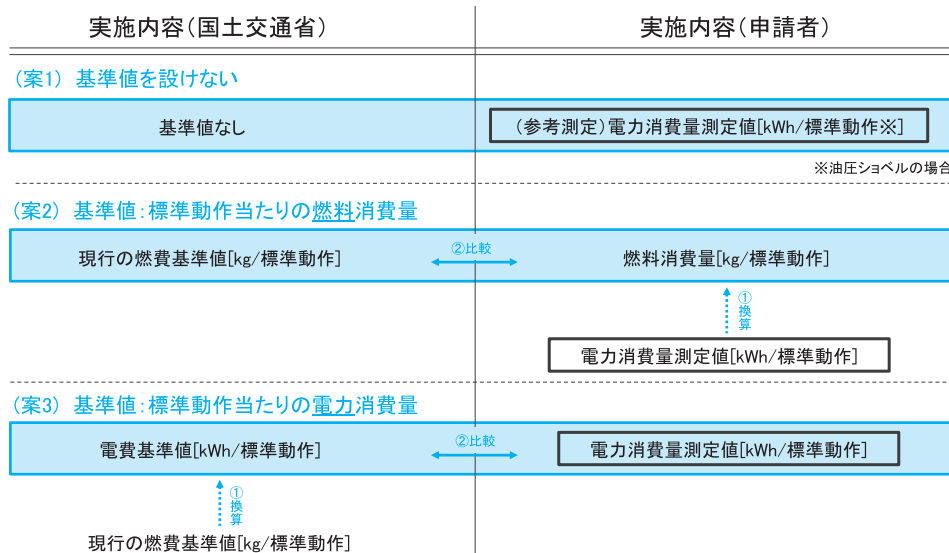 実施内容(国土交通省)
実施内容(申請者)
(案1) 基準値を設けない
基準値なし
(参考測定)電力消費量測定値[kWh/標準動作※]
※油圧ショベルの場合
(案2) 基準値:標準動作当たりの燃料消費量
現行の燃費基準値[kg/標準動作]
②比較
燃料消費量[kg/標準動作]
①換算
電力消費量測定値[kWh/標準動作]
(案3) 基準値:標準動作当たりの電力消費量
電費基準値[kWh/標準動作]
②比較
電力消費量測定値[kWh/標準動作]
①換算
現行の燃費基準値[kg/標準動作]